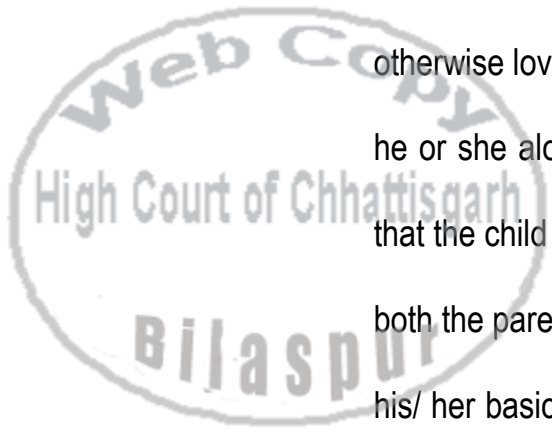 Web Copy
High Court of Chhattisgarh
Bilaspur
otherwise lov
he or she alo
that the child
both the pare
his/ her basic